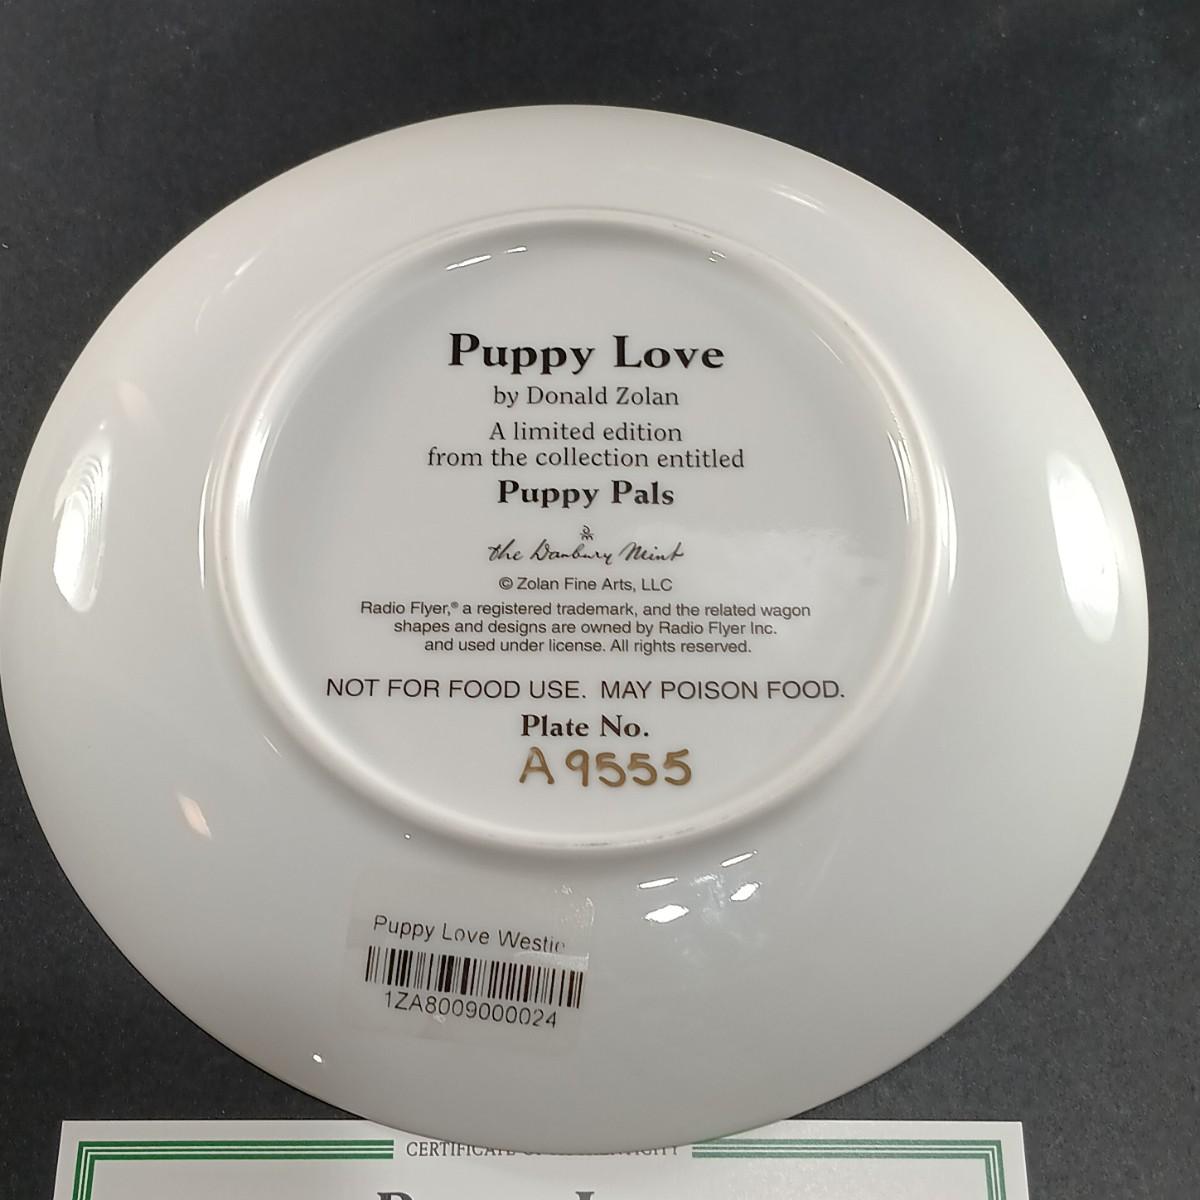 Puppy Love
by Donald Zolan
A limited edition
from the collection entitled
Puppy Pals
the Danbury Mint
© Zolan Fine Arts, LLC
Radio Flyer,® a registered trademark, and the related wagon
shapes and designs are owned by Radio Flyer Inc.
and used under license. All rights reserved.
NOT FOR FOOD USE. MAY POISON FOOD.
Plate No.
A9555
Puppy Love Westie
1ZA8009000024
CERTIFICATE OF AUTHENTICITY